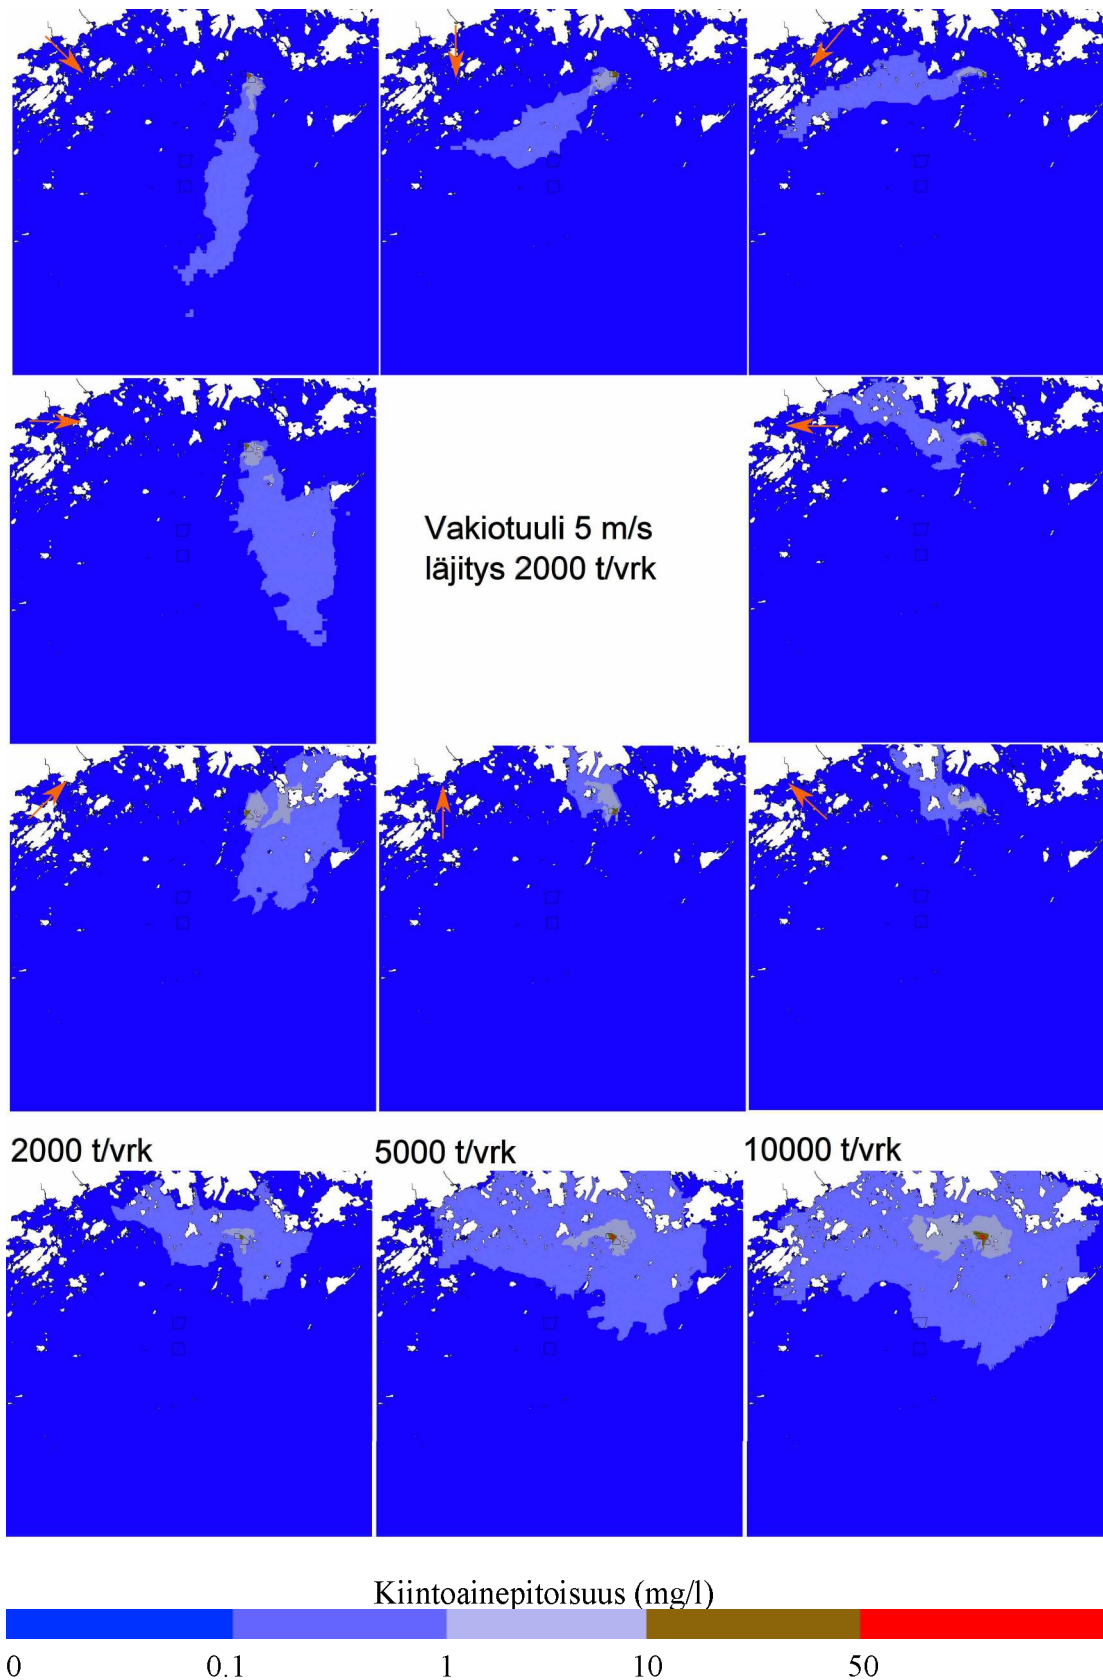 Vakiotuuli 5 m/s
läjitys 2000 t/vrk
2000 t/vrk
5000 t/vrk
10000 t/vrk
Kiintoainepitoisuus (mg/l)
0 0.1 1 10 50